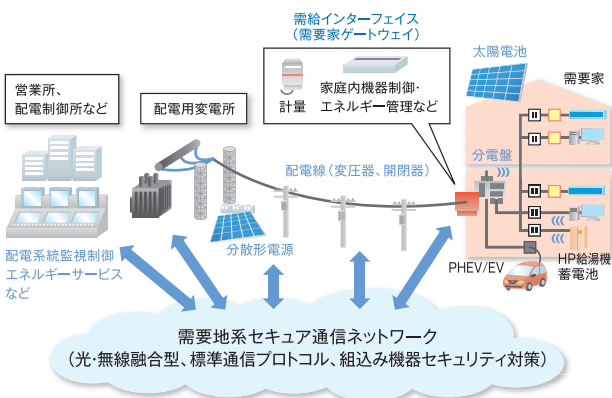 需給インターフェイス
(需要家ゲートウェイ)
太陽電池
需要家
営業所、
配電制御所など
配電用変電所
計量
家庭内機器制御・
エネルギー管理など
分電盤
配電線(変圧器、開閉器)
分散形電源
配電系統監視制御
エネルギーサービス
など
PHEV/EV
HP給湯機
蓄電池
需要地系セキュア通信ネットワーク
(光・無線融合型、標準通信プロトコル、組込み機器セキュリティ対策)